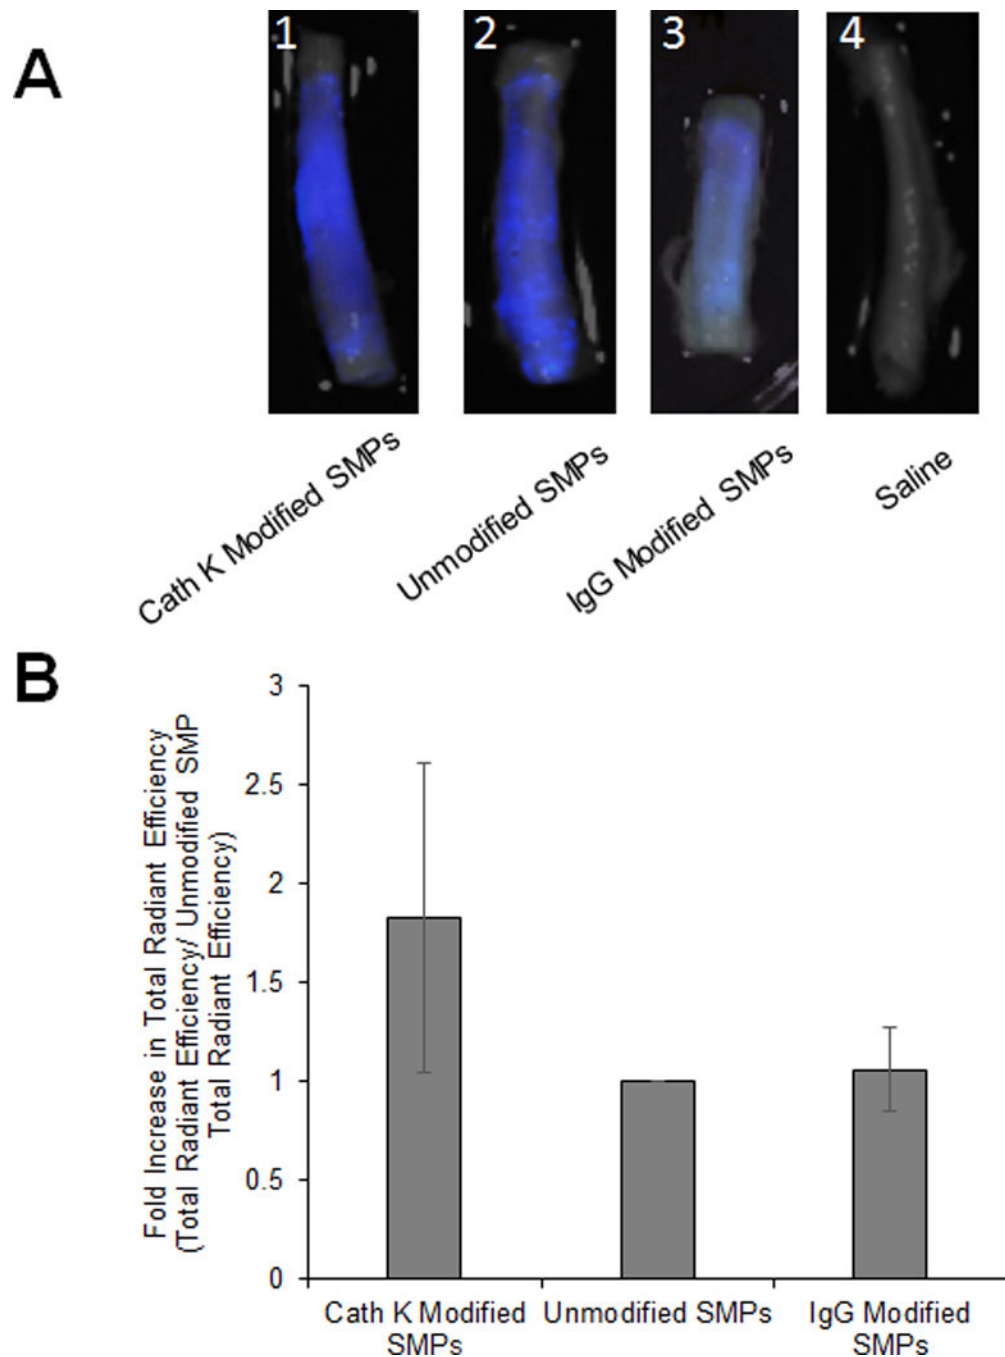 A
1
2
3
4
Cath K Modified SMPs
Unmodified SMPs
IgG Modified SMPs
Saline
B
Fold Increase in Total Radiant Efficiency
(Total Radiant Efficiency/ Unmodified SMP
Total Radiant Efficiency)
3
2.5
2
1.5
1
0.5
0
Cath K Modified
SMPs
Unmodified SMPs
IgG Modified
SMPs